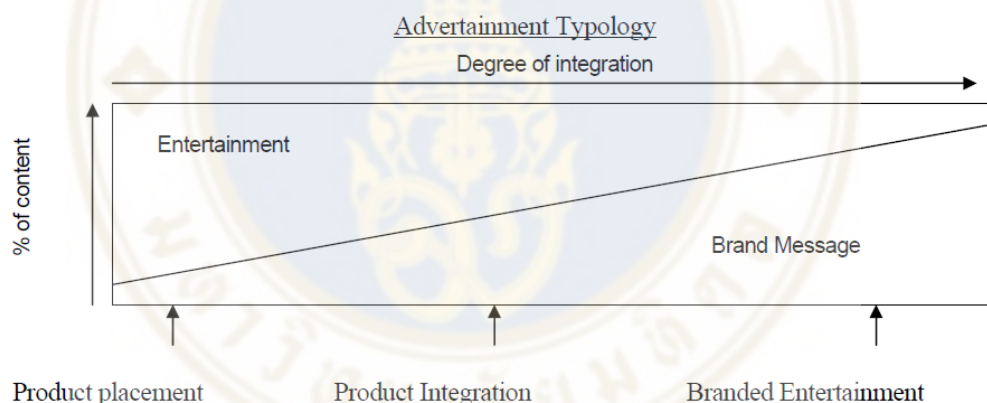 Advertainment Typology
Degree of integration
Entertainment
% of content
Brand Message
Product placement
Product Integration
Branded Entertainment